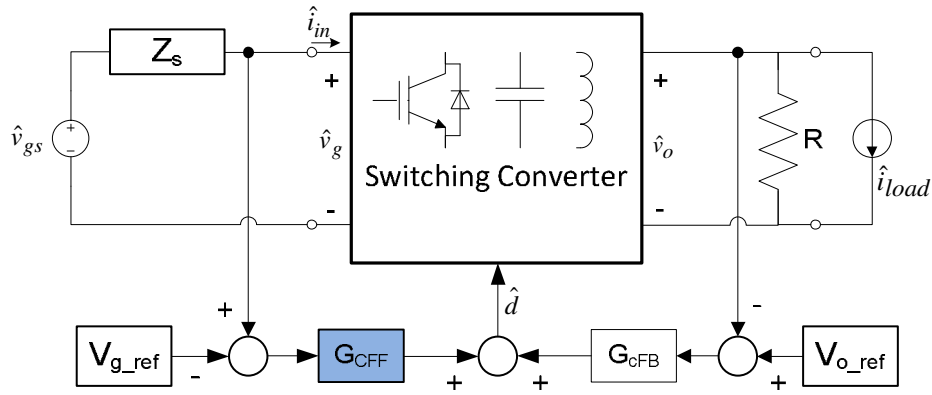 î_in
Z_s
+
+
+
v̂_gs
-
v̂_g
Switching Converter
v̂_o
R
î_load
-
-
d̂
+
-
V_g_ref
-
G_CFF
+
+
G_cFB
+
V_o_ref